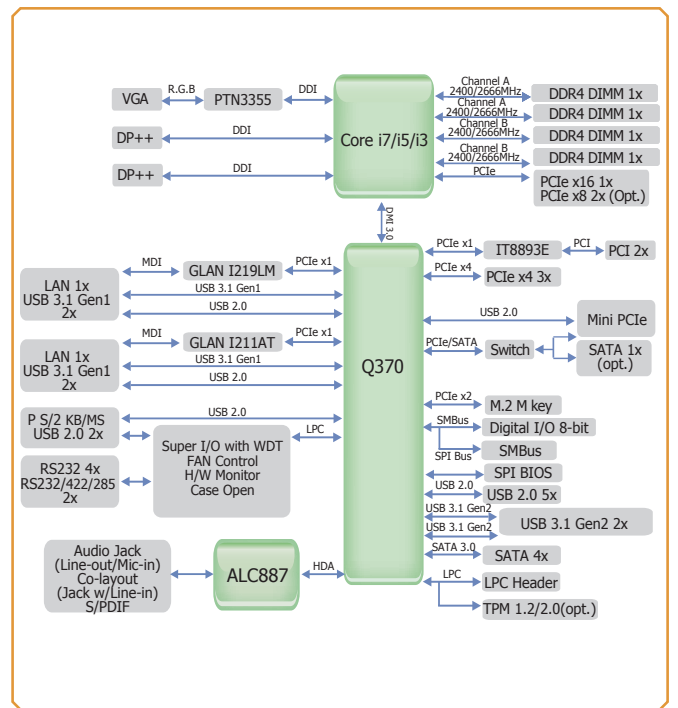 VGA
R.G.B
PTN3355
DDI
DP++
DDI
DP++
DDI
Core i7/i5/i3
Channel A
2400/2666MHz
DDR4 DIMM 1x
Channel A
2400/2666MHz
DDR4 DIMM 1x
Channel B
2400/2666MHz
DDR4 DIMM 1x
Channel B
2400/2666MHz
DDR4 DIMM 1x
PCIe
PCIe x16 1x
PCIe x8 2x (Opt.)
DMI 3.0
LAN 1x
USB 3.1 Gen1
2x
MDI
GLAN I219LM
PCIe x1
USB 3.1 Gen1
USB 2.0
LAN 1x
USB 3.1 Gen1
2x
MDI
GLAN I211AT
PCIe x1
USB 3.1 Gen1
USB 2.0
P S/2 KB/MS
USB 2.0 2x
USB 2.0
RS232 4x
RS232/422/285
2x
Super I/O with WDT
FAN Control
H/W Monitor
Case Open
LPC
Audio Jack
(Line-out/Mic-in)
Co-layout
(Jack w/Line-in)
S/PDIF
ALC887
HDA
Q370
PCIe x1
IT8893E
PCI
PCI 2x
PCIe x4
PCIe x4 3x
USB 2.0
Mini PCIe
PCIe/SATA
Switch
SATA 1x
(opt.)
PCIe x2
M.2 M key
SMBus
Digital I/O 8-bit
SMBus
SPI Bus
SPI BIOS
USB 2.0
USB 2.0 5x
USB 3.1 Gen2
USB 3.1 Gen2
USB 3.1 Gen2 2x
SATA 3.0
SATA 4x
LPC
LPC Header
TPM 1.2/2.0(opt.)